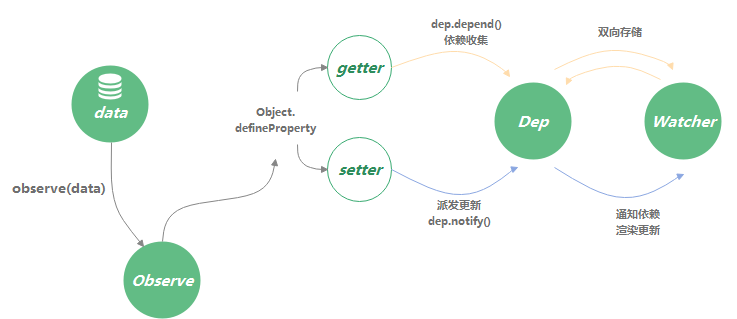 data
observe(data)
Observe
Object.
defineProperty
getter
setter
dep.depend()
依赖收集
派发更新
dep.notify()
Dep
双向存储
Watcher
通知依赖
渲染更新